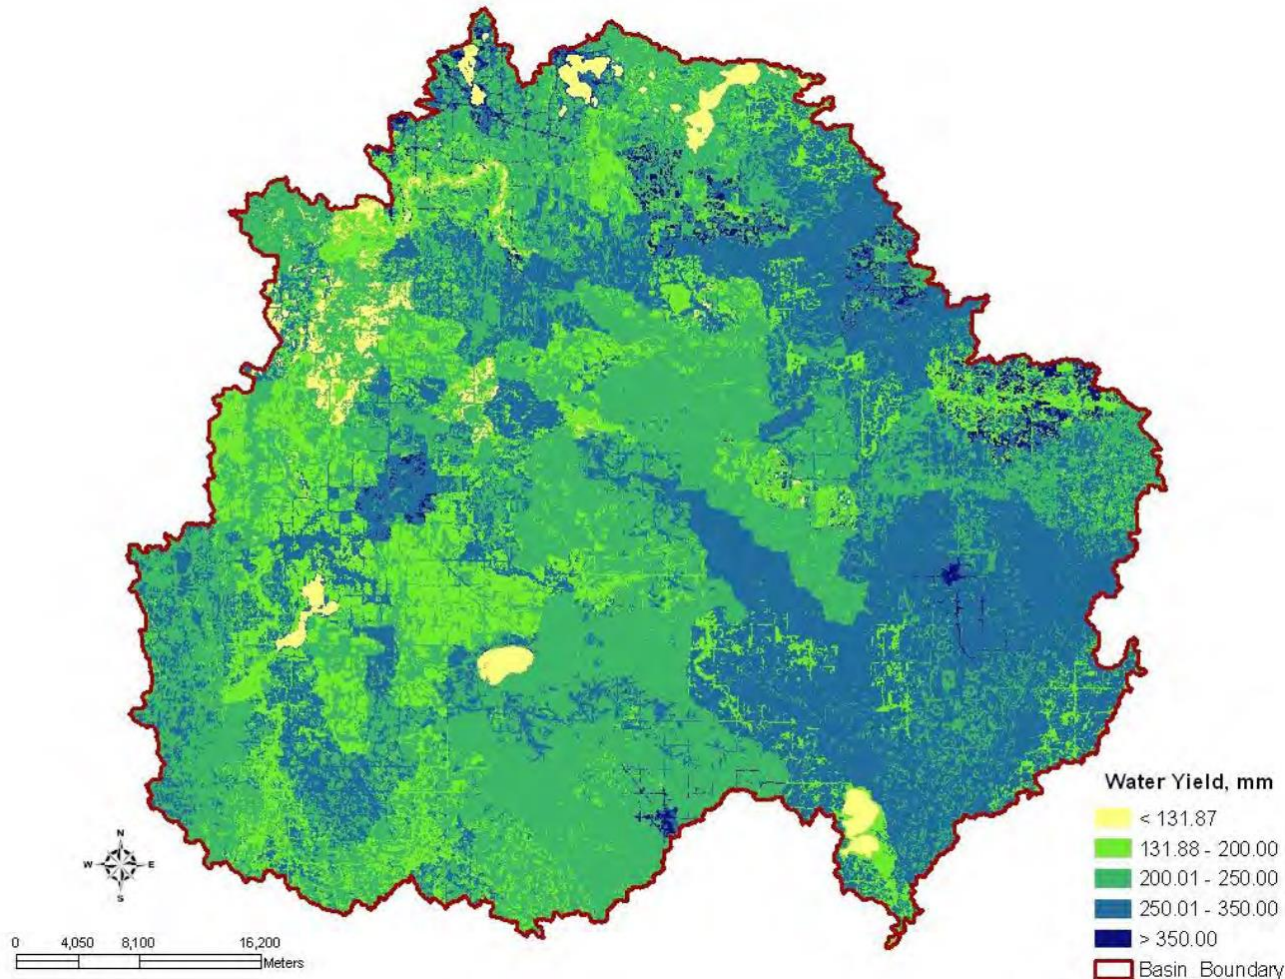 Water Yield, mm
< 131.87
131.88 - 200.00
200.01 - 250.00
250.01 - 350.00
> 350.00
Basin Boundary
N
W E
S
0 4,050 8,100 16,200
Meters